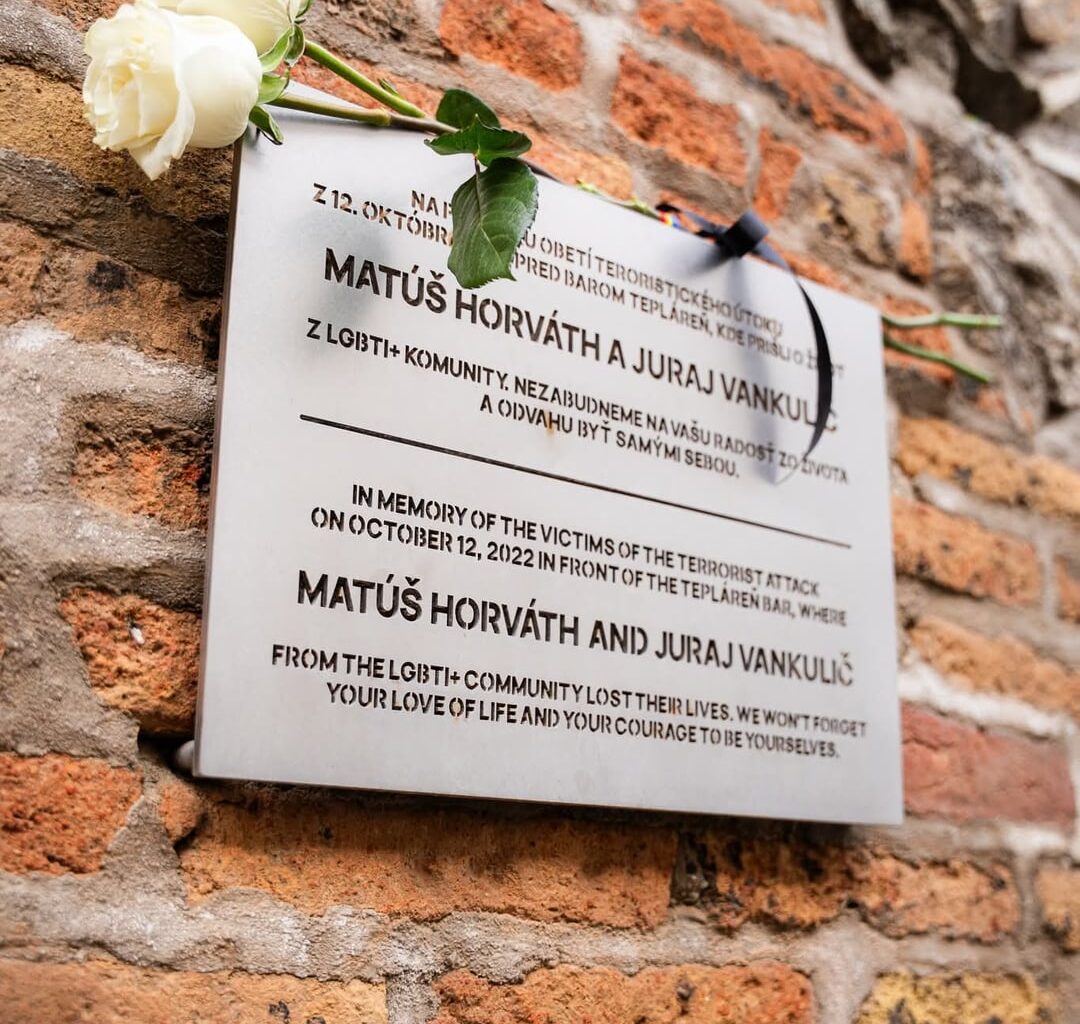 Z 12. OKTÓBRA PRED BAROM TEPLÁREŇ, KDE PRIŠLI O ŽIVOT
OBETÍ TERORISTICKÉHO ÚTOKU
MATÚŠ HORVÁTH A JURAJ VANKULIČ
Z LGBTI+ KOMUNITY. NEZABUDNEME NA VAŠU RADOSŤ ZO ŽIVOTA
A ODVAHU BYŤ SAMÝMI SEBOU.
IN MEMORY OF THE VICTIMS OF THE TERRORIST ATTACK
ON OCTOBER 12, 2022 IN FRONT OF THE TEPLÁREŇ BAR, WHERE
MATÚŠ HORVÁTH AND JURAJ VANKULIČ
FROM THE LGBTI+ COMMUNITY LOST THEIR LIVES. WE WON'T FORGET
YOUR LOVE OF LIFE AND YOUR COURAGE TO BE YOURSELVES.